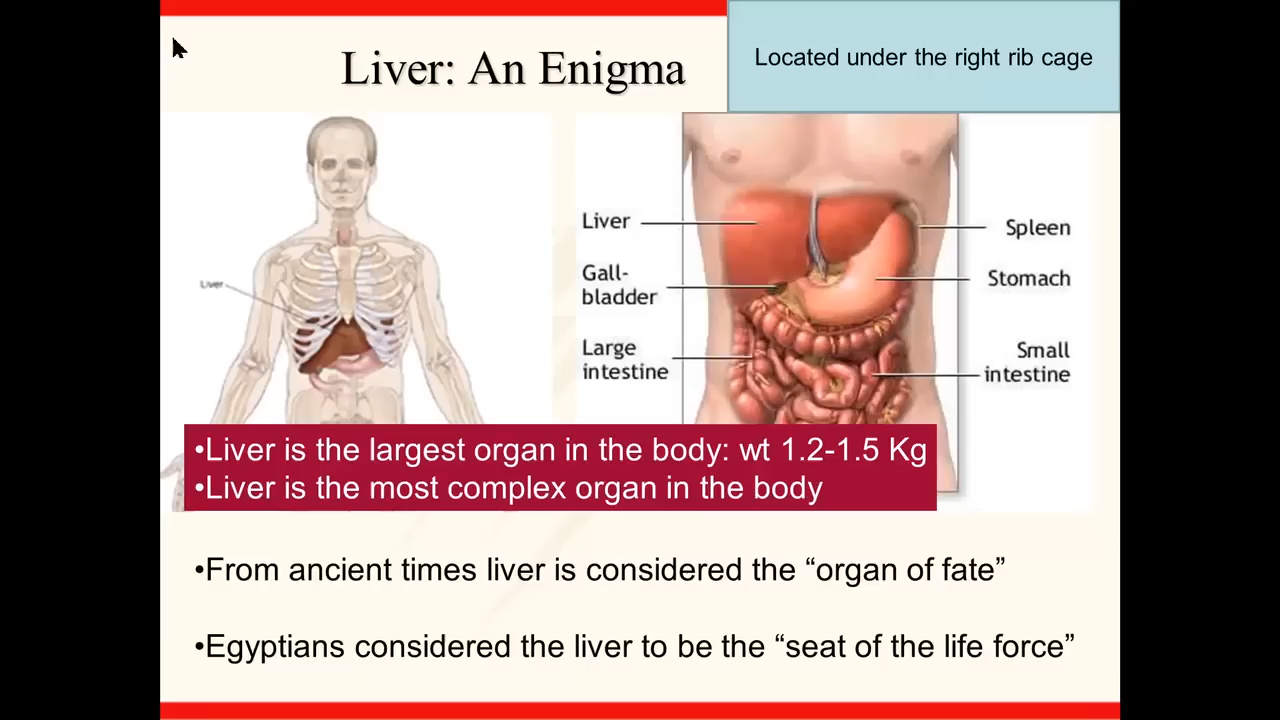 Liver: An Enigma
Located under the right rib cage
Liver
Liver
Gall-
bladder
Large
intestine
Spleen
Stomach
Small
intestine
•Liver is the largest organ in the body: wt 1.2-1.5 Kg
•Liver is the most complex organ in the body
•From ancient times liver is considered the “organ of fate”
•Egyptians considered the liver to be the “seat of the life force”